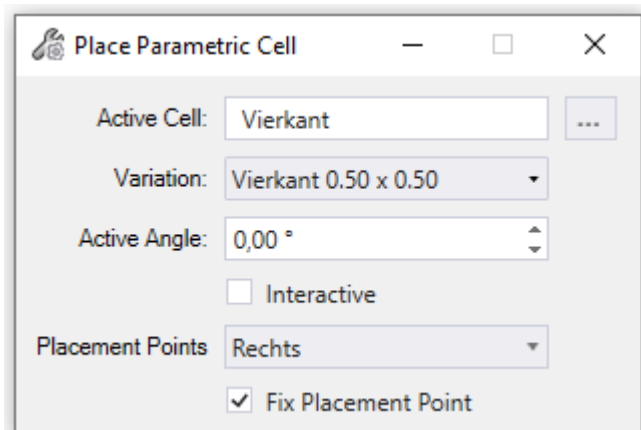 Place Parametric Cell
Active Cell: Vierkant ...
Variation: Vierkant 0.50 x 0.50
Active Angle: 0,00 °
Interactive
Placement Points Rechts
Fix Placement Point